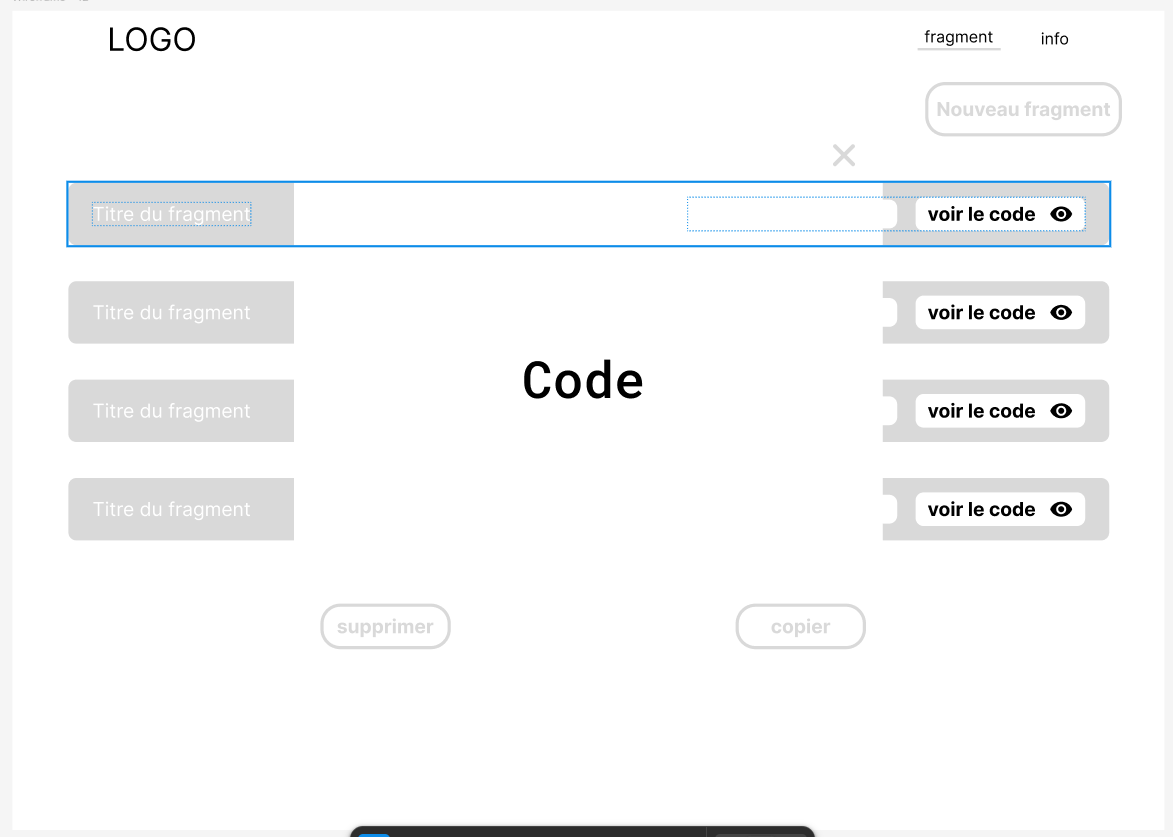 LOGO
fragment
info
Nouveau fragment
Titre du fragment
voir le code
Titre du fragment
voir le code
Code
Titre du fragment
voir le code
Titre du fragment
voir le code
supprimer
copier